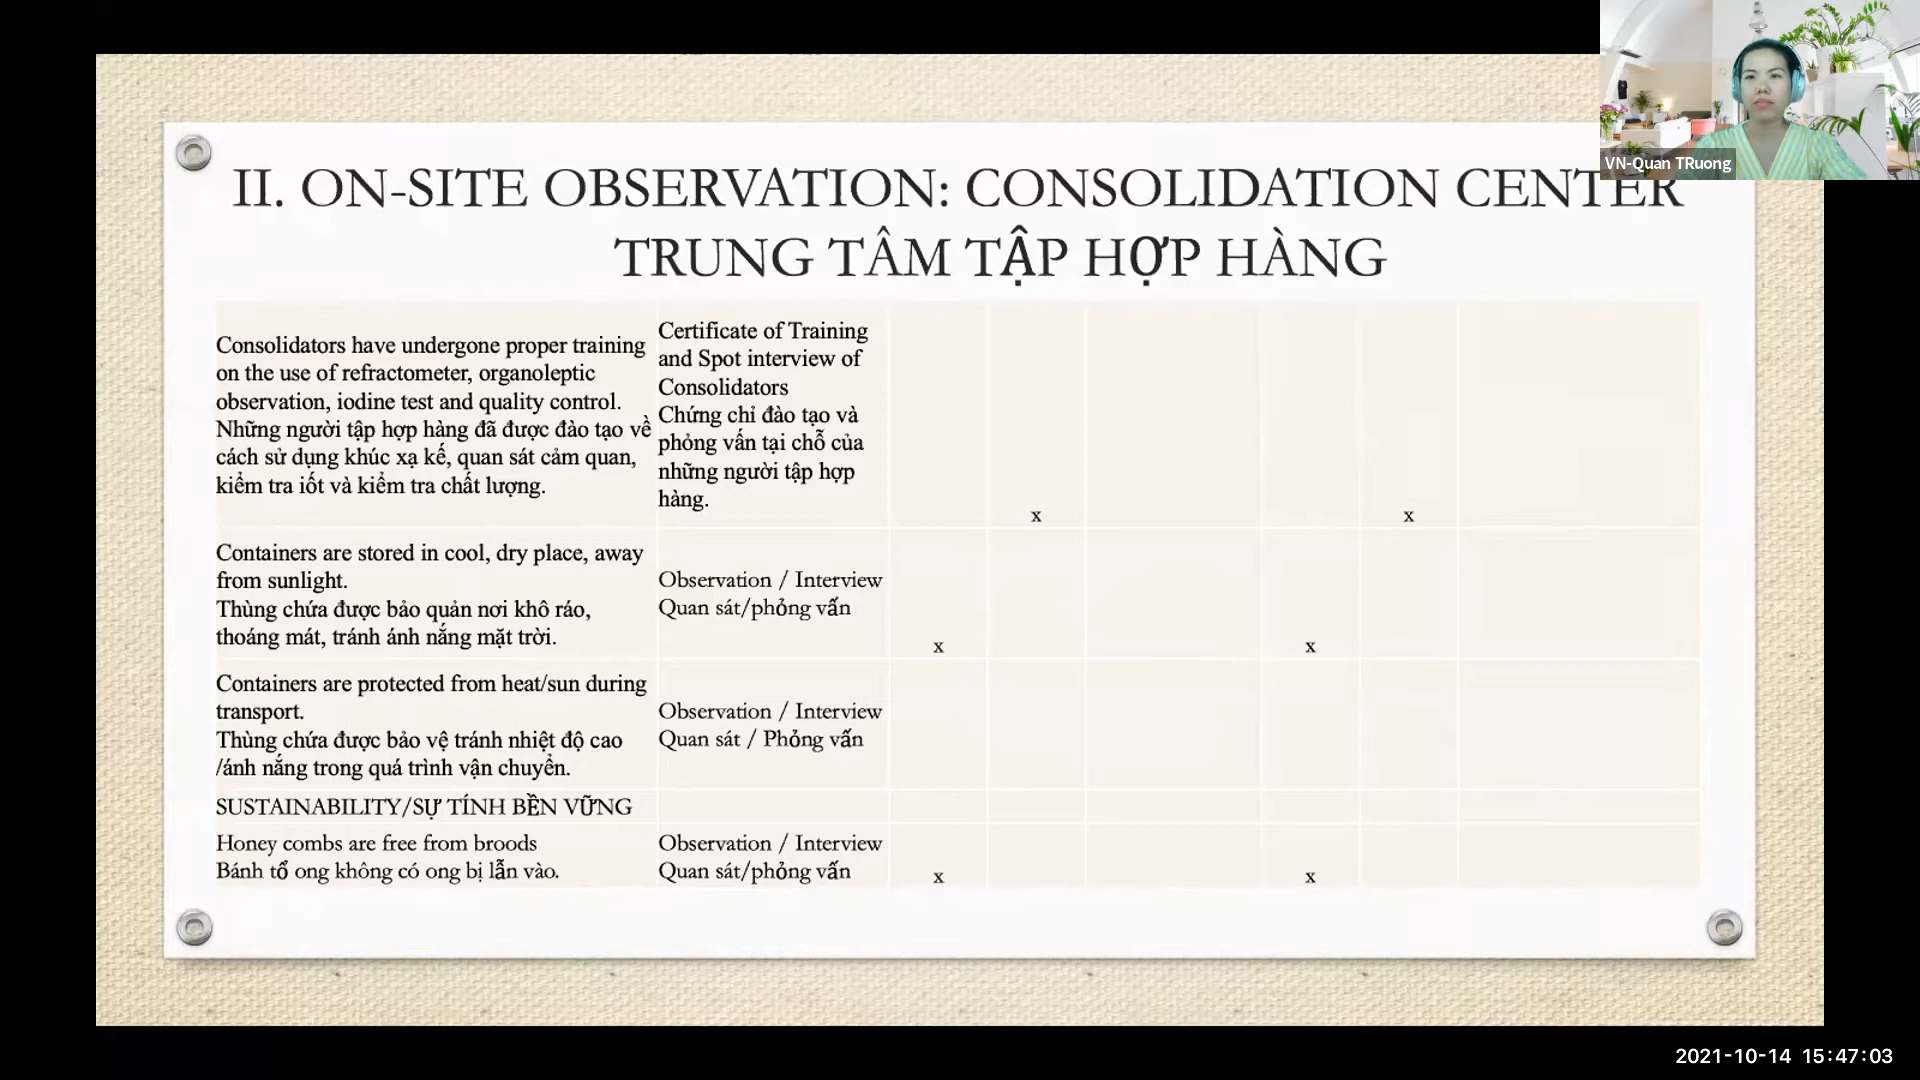 VN-Quan TRuong
II. ON-SITE OBSERVATION: CONSOLIDATION CENTER
TRUNG TÂM TẬP HỢP HÀNG
Consolidators have undergone proper training
on the use of refractometer, organoleptic
observation, iodine test and quality control.
Những người tập hợp hàng đã được đào tạo về
cách sử dụng khúc xạ kế, quan sát cảm quan,
kiểm tra iốt và kiểm tra chất lượng.
Certificate of Training
and Spot interview of
Consolidators
Chứng chỉ đào tạo và
phỏng vấn tại chỗ của
những người tập hợp
hàng.
x
x
Containers are stored in cool, dry place, away
from sunlight.
Thùng chứa được bảo quản nơi khô ráo,
thoáng mát, tránh ánh nắng mặt trời.
Observation / Interview
Quan sát/phỏng vấn
x
x
Containers are protected from heat/sun during
transport.
Thùng chứa được bảo vệ tránh nhiệt độ cao
/ánh nắng trong quá trình vận chuyển.
Observation / Interview
Quan sát / Phỏng vấn
SUSTAINABILITY/SỰ TÍNH BỀN VỮNG
Honey combs are free from broods
Bánh tổ ong không có ong bị lẫn vào.
Observation / Interview
Quan sát/phỏng vấn
x
x
2021-10-14 15:47:03